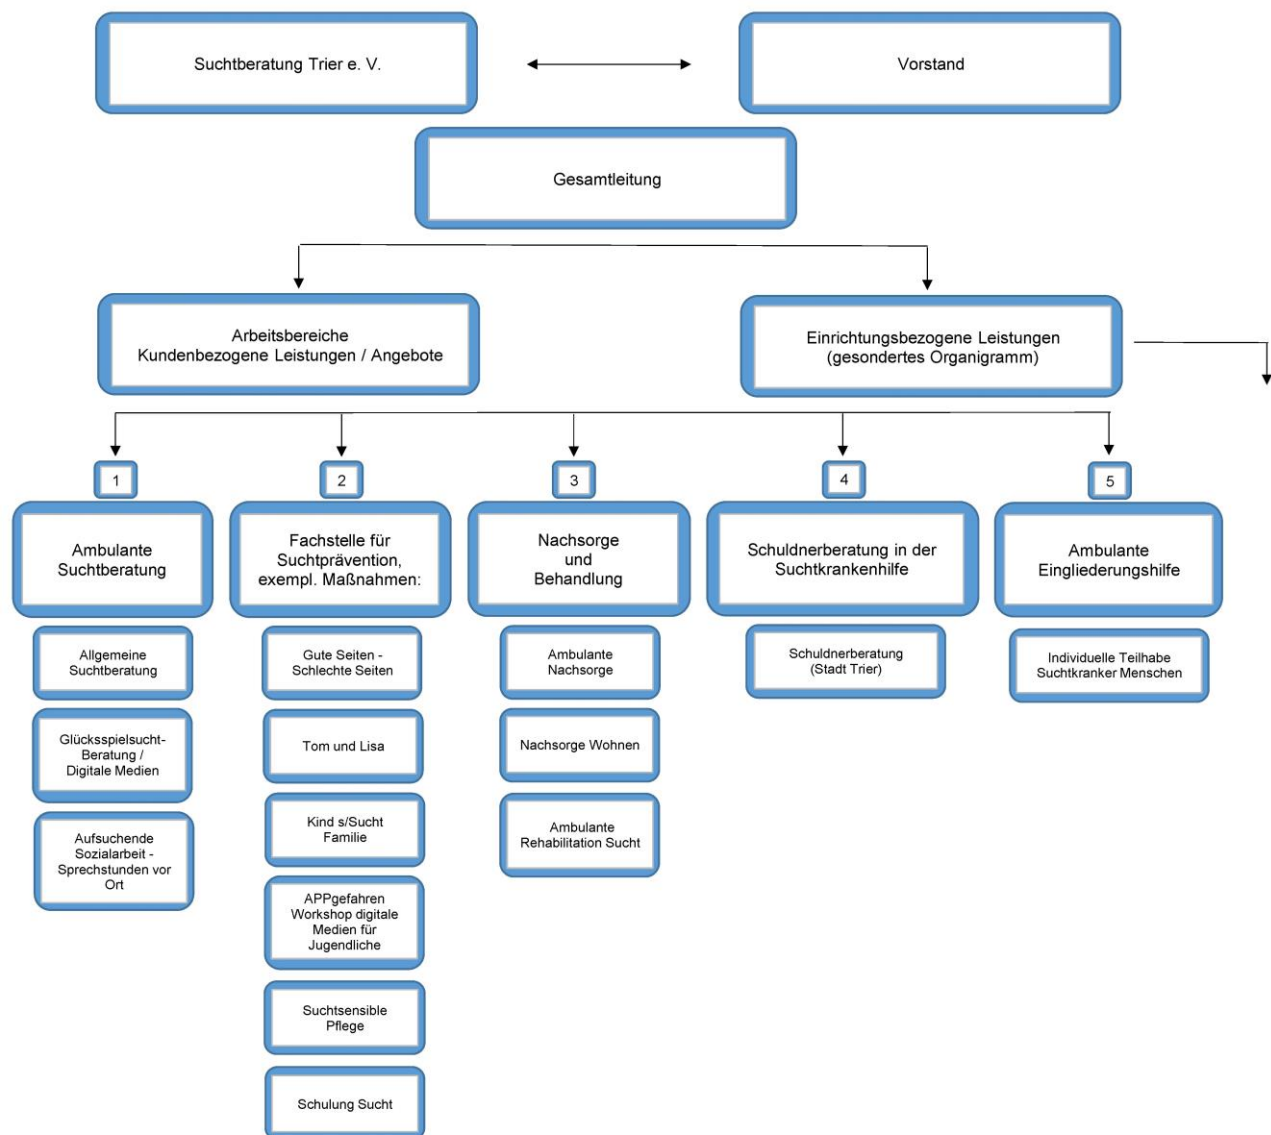 Suchtberatung Trier e. V.
Vorstand
Gesamtleitung
Arbeitsbereiche
Kundenbezogene Leistungen / Angebote
Einrichtungsbezogene Leistungen
(gesondertes Organigramm)
1
Ambulante
Suchtberatung
Allgemeine
Suchtberatung
Glücksspielsucht-
Beratung /
Digitale Medien
Aufsuchende
Sozialarbeit -
Sprechstunden vor
Ort
2
Fachstelle für
Suchtprävention,
exempl. Maßnahmen:
Gute Seiten -
Schlechte Seiten
Tom und Lisa
Kind s/Sucht
Familie
APPgefahren
Workshop digitale
Medien für
Jugendliche
Suchtsensible
Pflege
Schulung Sucht
3
Nachsorge
und
Behandlung
Ambulante
Nachsorge
Nachsorge Wohnen
Ambulante
Rehabilitation Sucht
4
Schuldnerberatung in der
Suchtkrankenhilfe
Schuldnerberatung
(Stadt Trier)
5
Ambulante
Eingliederungshilfe
Individuelle Teilhabe
Suchtkranker Menschen